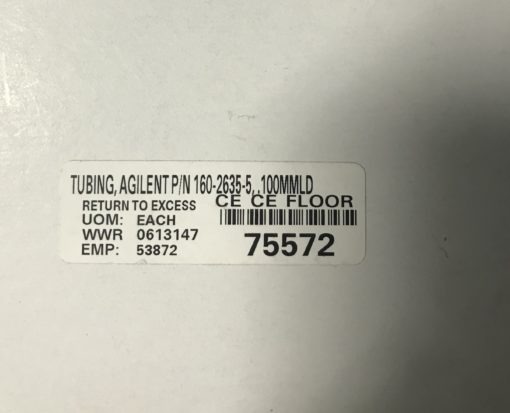 TUBING, AGILENT P/N 160-2635-5, .100MMLD
RETURN TO EXCESS CE CE FLOOR
UOM: EACH
WWR 0613147
EMP: 53872
75572